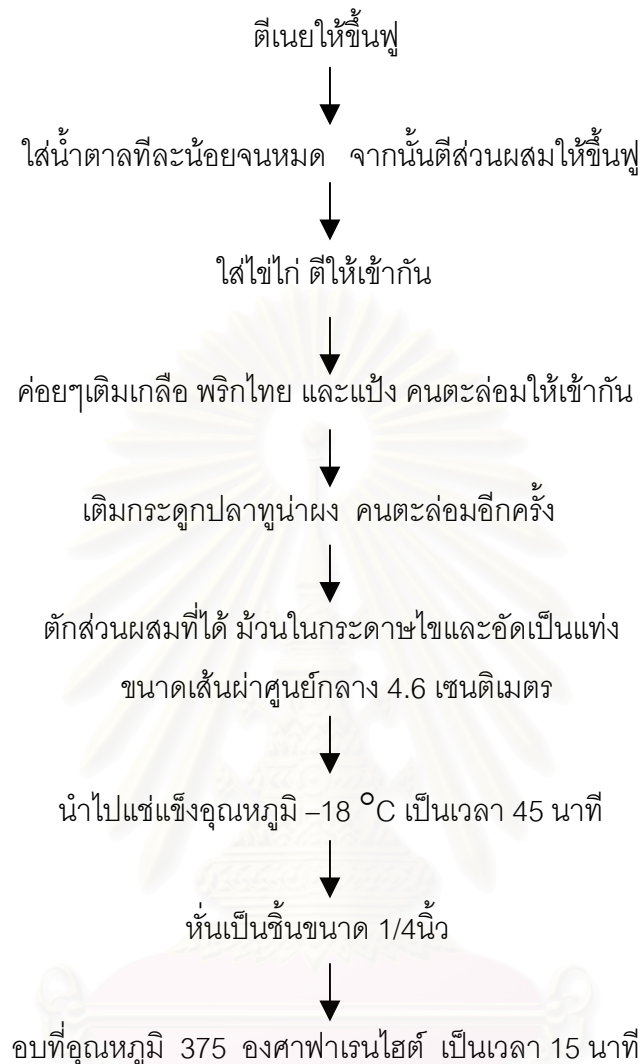 ตีเนยให้ขึ้นฟู
ใส่น้ำตาลทีละน้อยจนหมด จากนั้นตีส่วนผสมให้ขึ้นฟู
ใส่ไข่ไก่ ตีให้เข้ากัน
ค่อยๆเติมเกลือ พริกไทย และแป้ง คนตะล่อมให้เข้ากัน
เติมกระดูกปลาทูน่าผง คนตะล่อมอีกครั้ง
ตักส่วนผสมที่ได้ ม้วนในกระดาษไขและอัดเป็นแท่ง
ขนาดเส้นผ่าศูนย์กลาง 4.6 เซนติเมตร
นำไปแช่แข็งอุณหภูมิ –18 °C เป็นเวลา 45 นาที
หั่นเป็นชิ้นขนาด 1/4นิ้ว
อบที่อุณหภูมิ 375 องศาฟาเรนไฮต์ เป็นเวลา 15 นาที